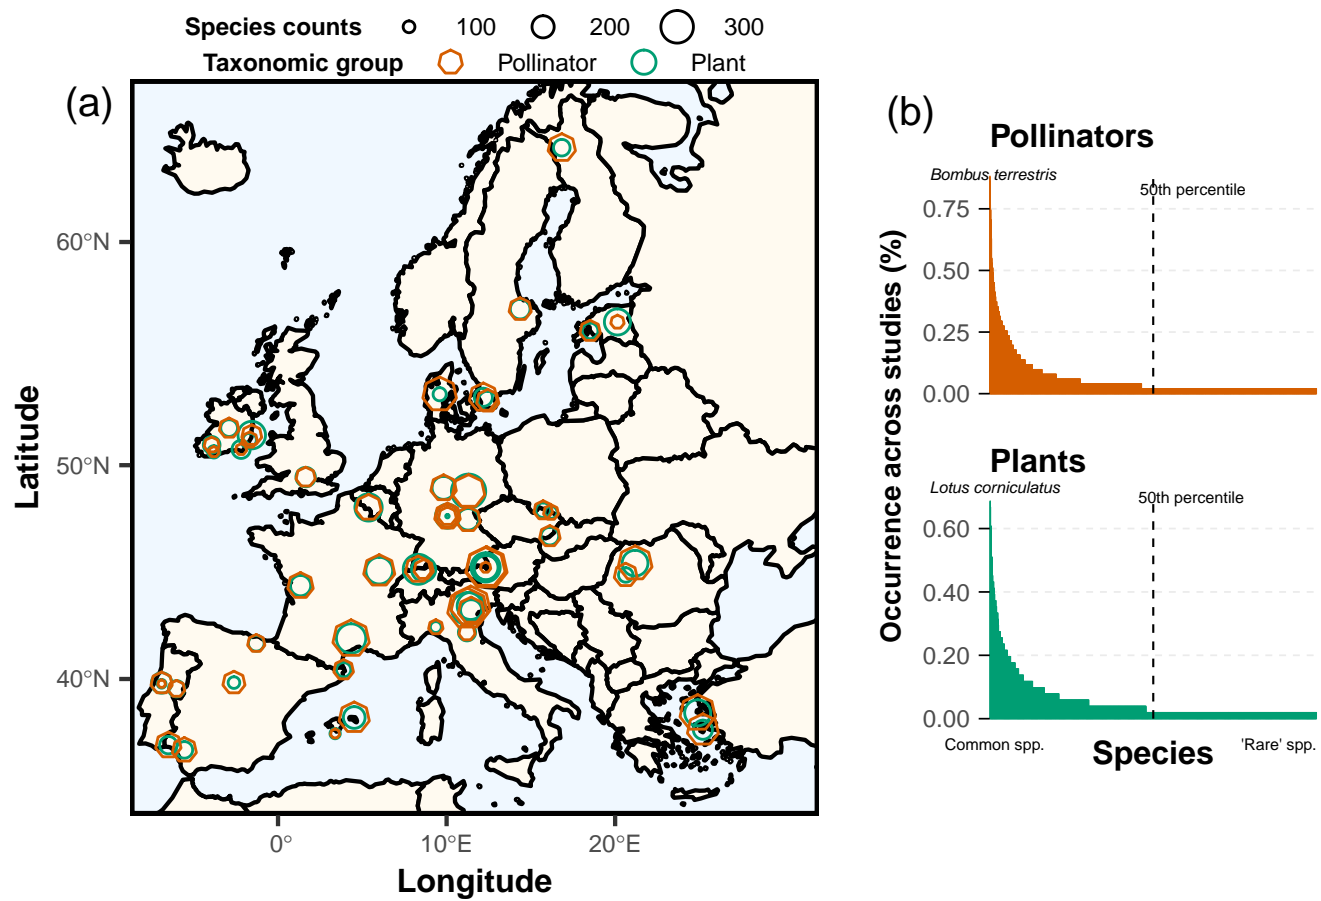 Species counts 100 200 300
Taxonomic group Pollinator Plant
(a)
60°N
50°N
40°N
Latitude
0° 10°E 20°E
Longitude
(b)
Occurrence across studies (%)
Pollinators
Bombus terrestris
50th percentile
0.75
0.50
0.25
0.00
Plants
Lotus corniculatus
50th percentile
0.60
0.40
0.20
0.00
Common spp. Species 'Rare' spp.